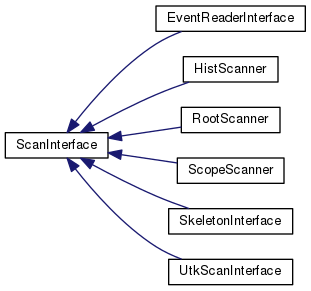 EventReaderInterface
HistScanner
RootScanner
ScanInterface
ScopeScanner
SkeletonInterface
UtkScanInterface